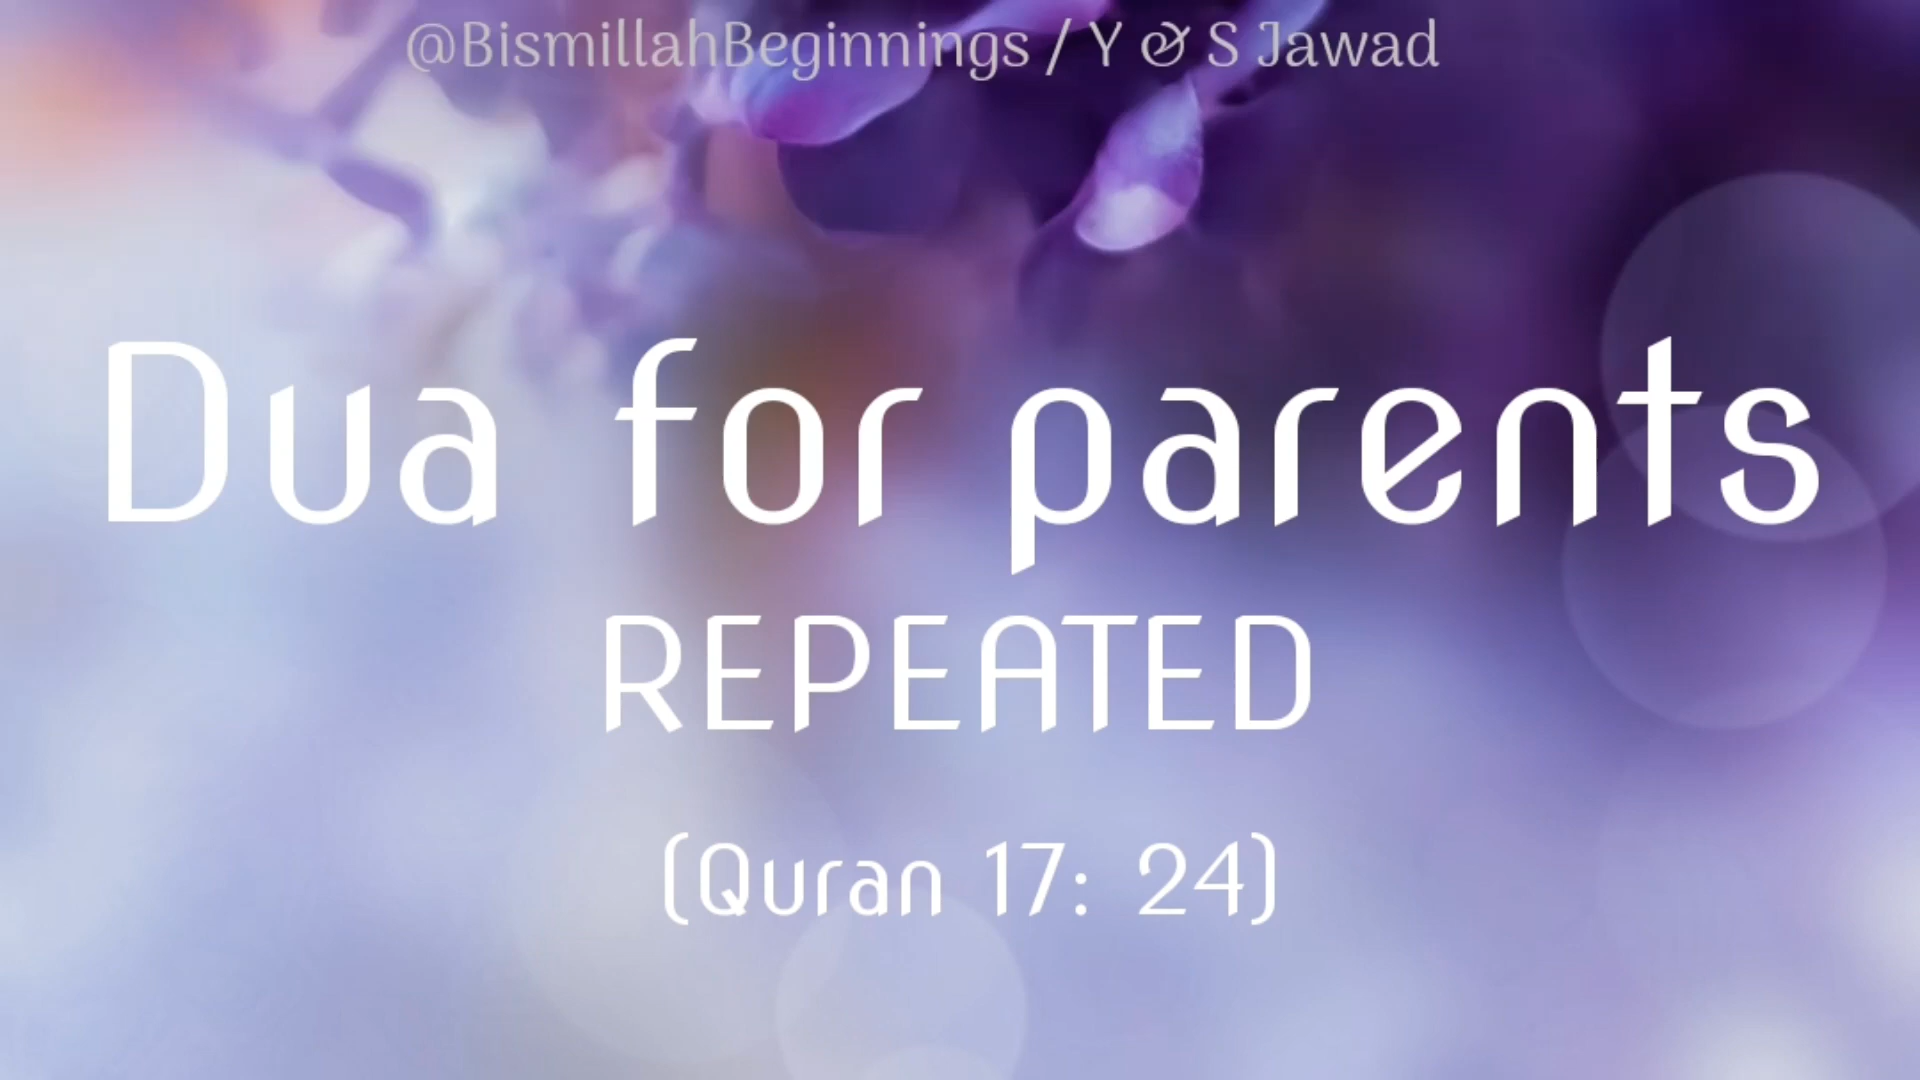 @BismillahBeginnings / Y & S Jawad
Dua for parents
REPEATED
(Quran 17: 24)